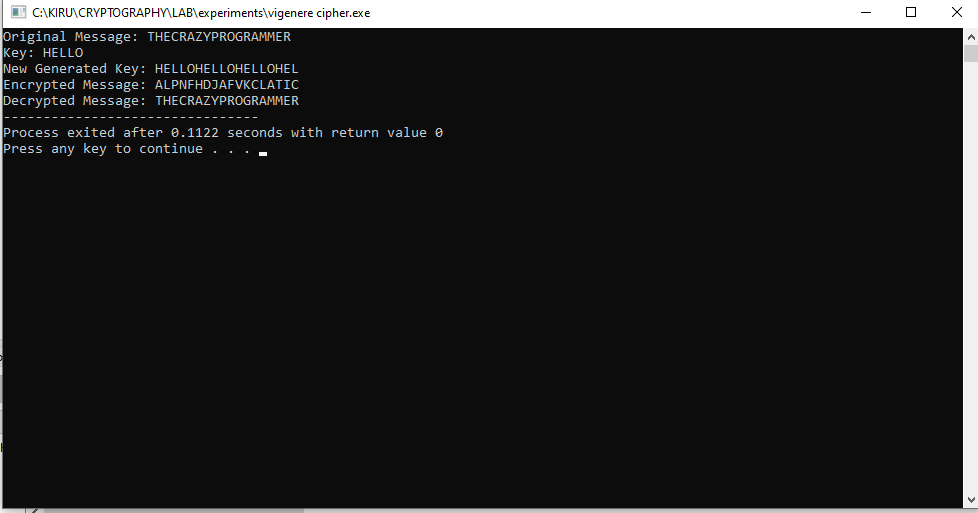 C:\KIRU\CRYPTOGRAPHY\LAB\experiments\vigenere cipher.exe
Original Message: THECRAZYPROGRAMMER
Key: HELLO
New Generated Key: HELLOHELLOHELLOHEL
Encrypted Message: ALPNFHDJAFVKCLATIC
Decrypted Message: THECRAZYPROGRAMMER
--------------------------------
Process exited after 0.1122 seconds with return value 0
Press any key to continue . . .